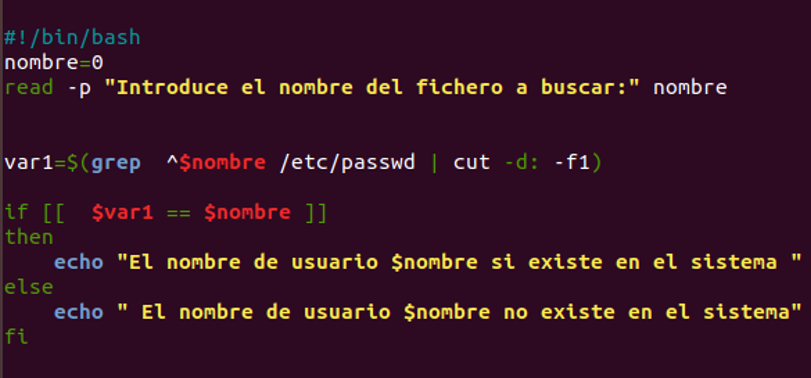 #!/bin/bash
nombre=0
read -p "Introduce el nombre del fichero a buscar:" nombre
var1=$(grep  ^$nombre /etc/passwd | cut -d: -f1)
if [[  $var1 == $nombre ]]
then
    echo "El nombre de usuario $nombre si existe en el sistema "
else
    echo " El nombre de usuario $nombre no existe en el sistema"
fi